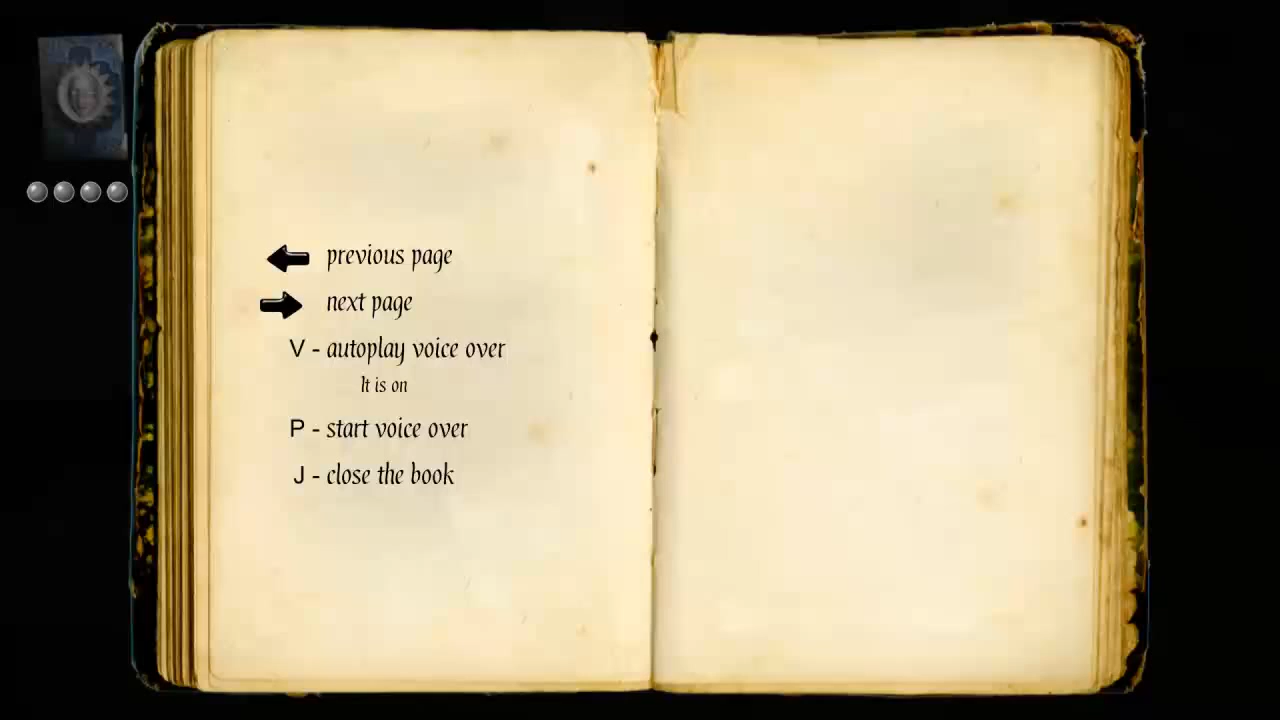 previous page
next page
V - autoplay voice over
It is on
P - start voice over
J - close the book